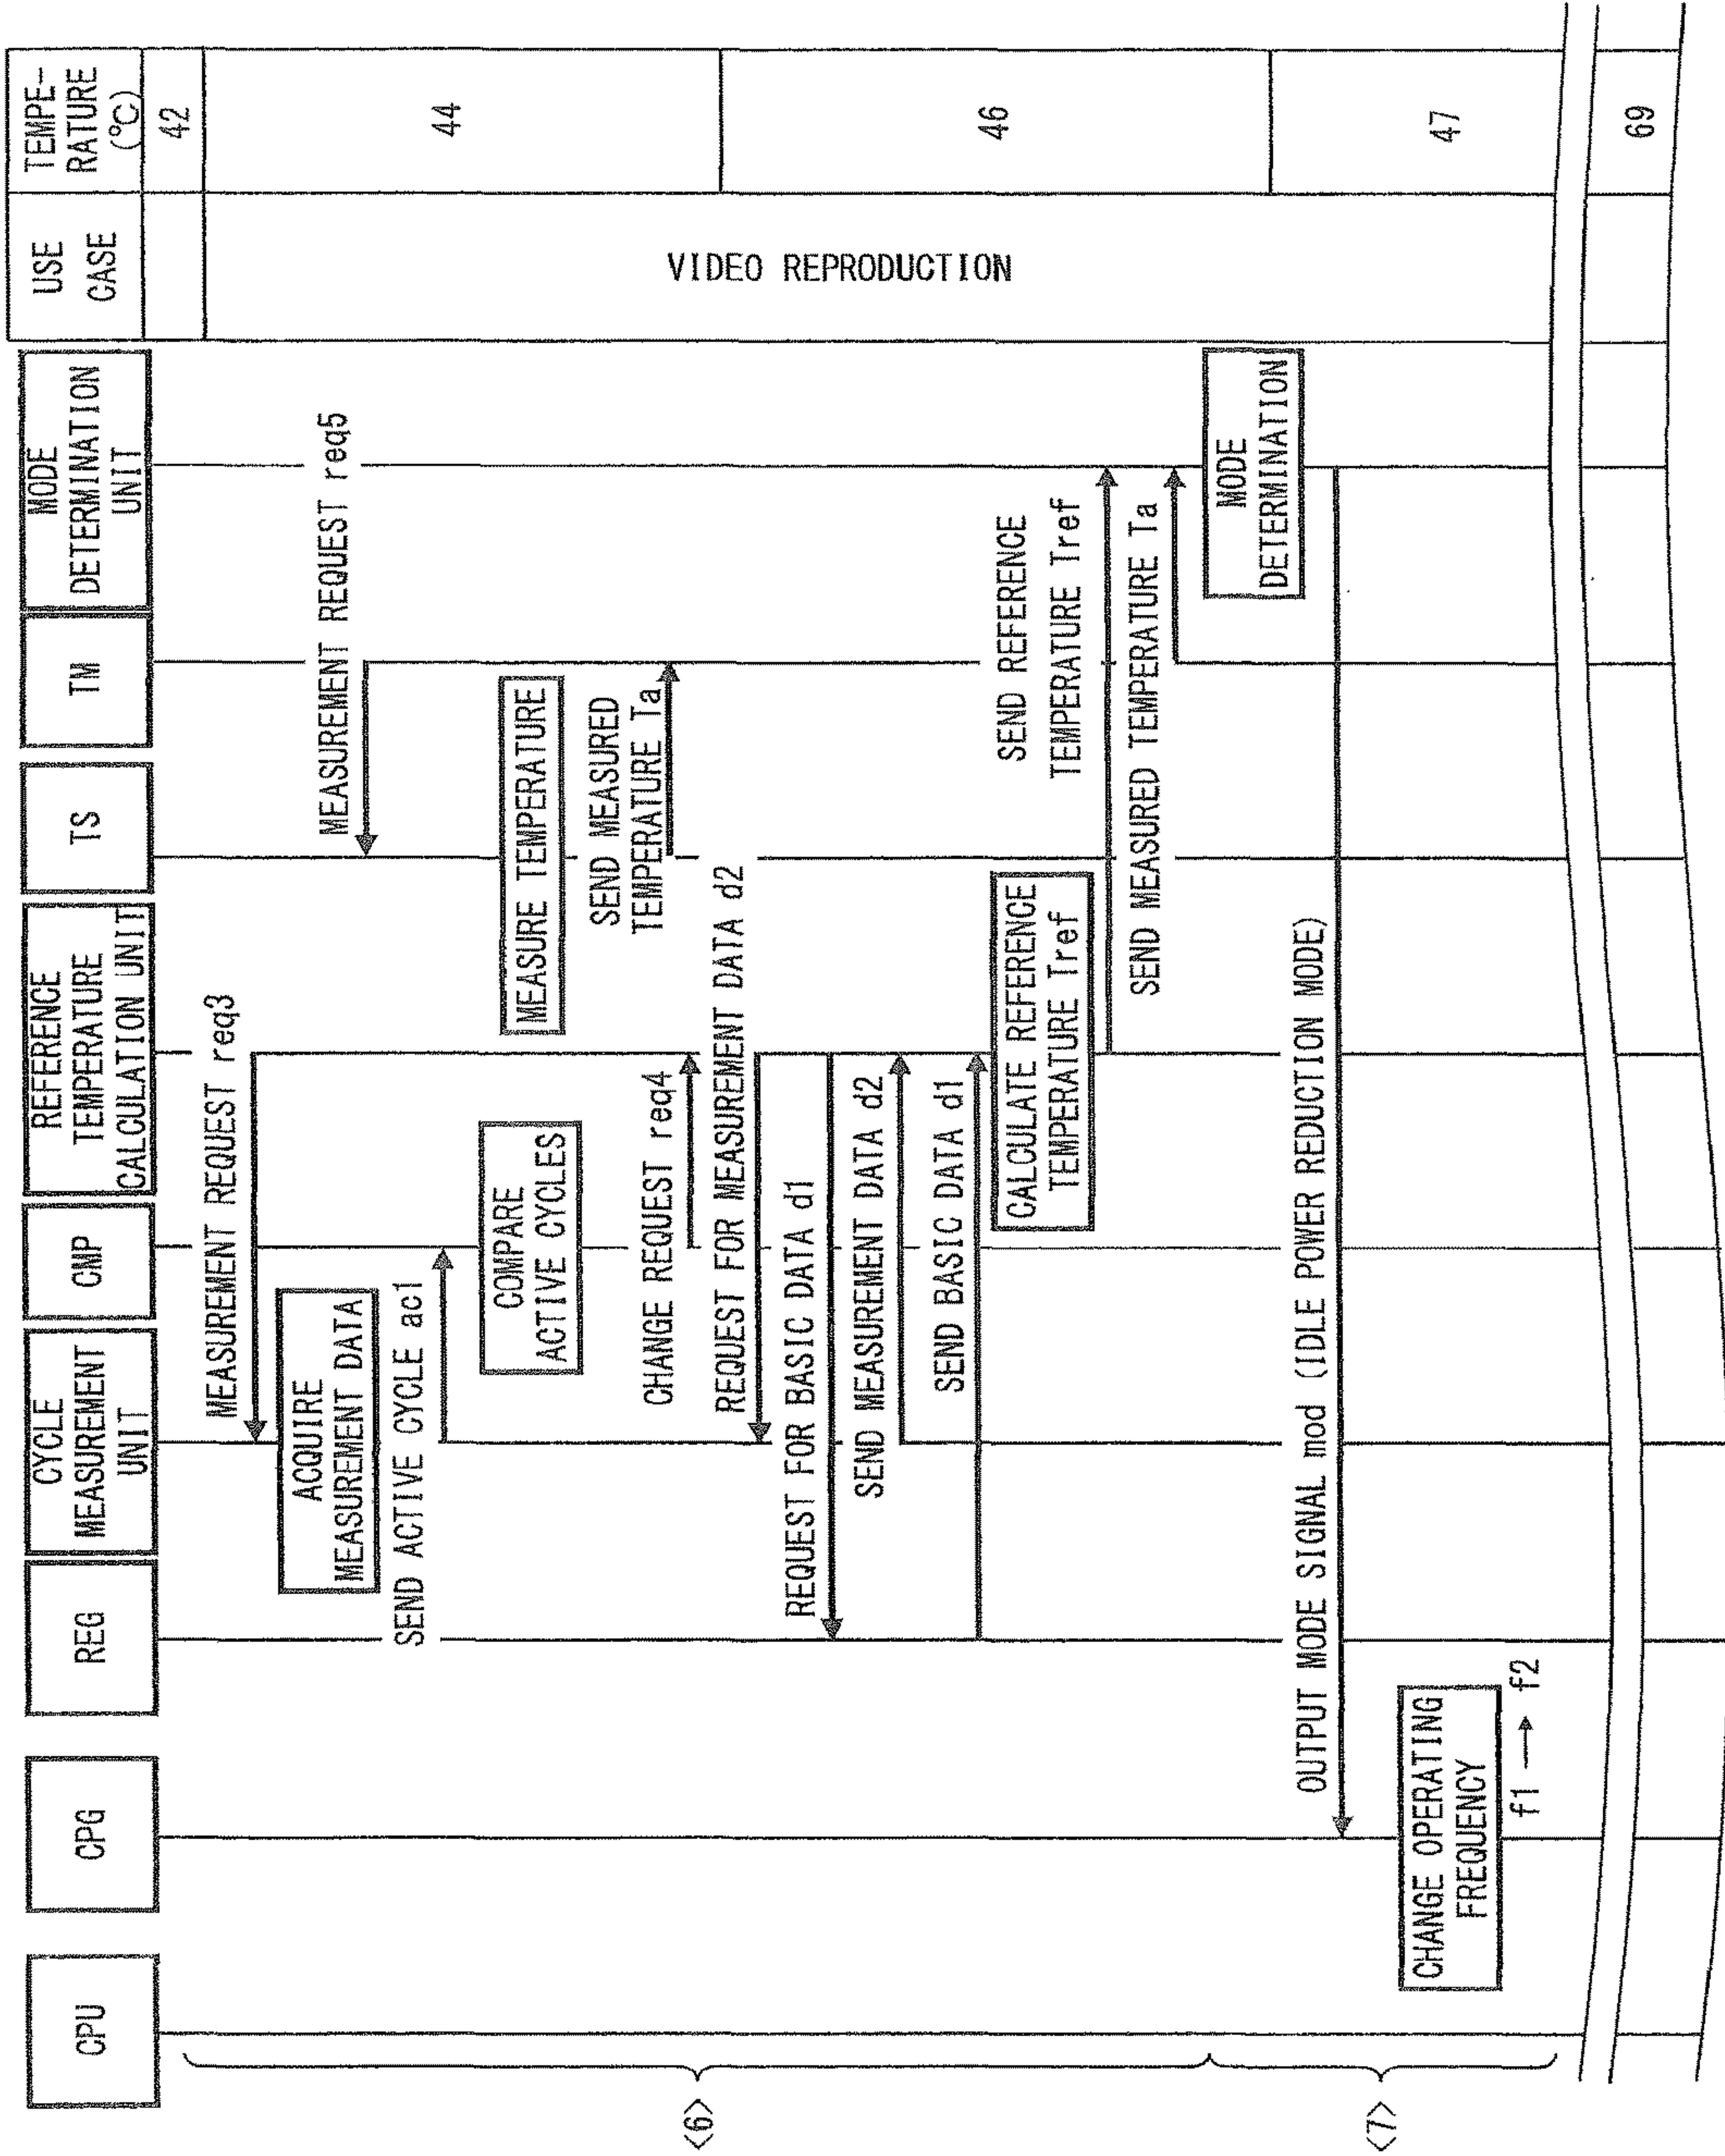 CPU
CPG
REG
CYCLE
MEASUREMENT
UNIT
CMP
REFERENCE
TEMPERATURE
CALCULATION UNIT
TS
TM
MODE
DETERMINATION
UNIT
USE
CASE
TEMPE-
RATURE
(°C)
42
MEASUREMENT REQUEST req3
ACQUIRE
MEASUREMENT DATA
MEASUREMENT REQUEST req5
SEND ACTIVE CYCLE ac1
44
COMPARE
ACTIVE CYCLES
MEASURE TEMPERATURE
SEND MEASURED
TEMPERATURE Ta
CHANGE REQUEST req4
<6>
VIDEO REPRODUCTION
REQUEST FOR MEASUREMENT DATA d2
REQUEST FOR BASIC DATA d1
SEND MEASUREMENT DATA d2
SEND BASIC DATA d1
46
CALCULATE REFERENCE
TEMPERATURE Tref
SEND REFERENCE
TEMPERATURE Tref
SEND MEASURED TEMPERATURE Ta
MODE
DETERMINATION
OUTPUT MODE SIGNAL mod (IDLE POWER REDUCTION MODE)
<7>
CHANGE OPERATING
FREQUENCY
f1 → f2
47
69